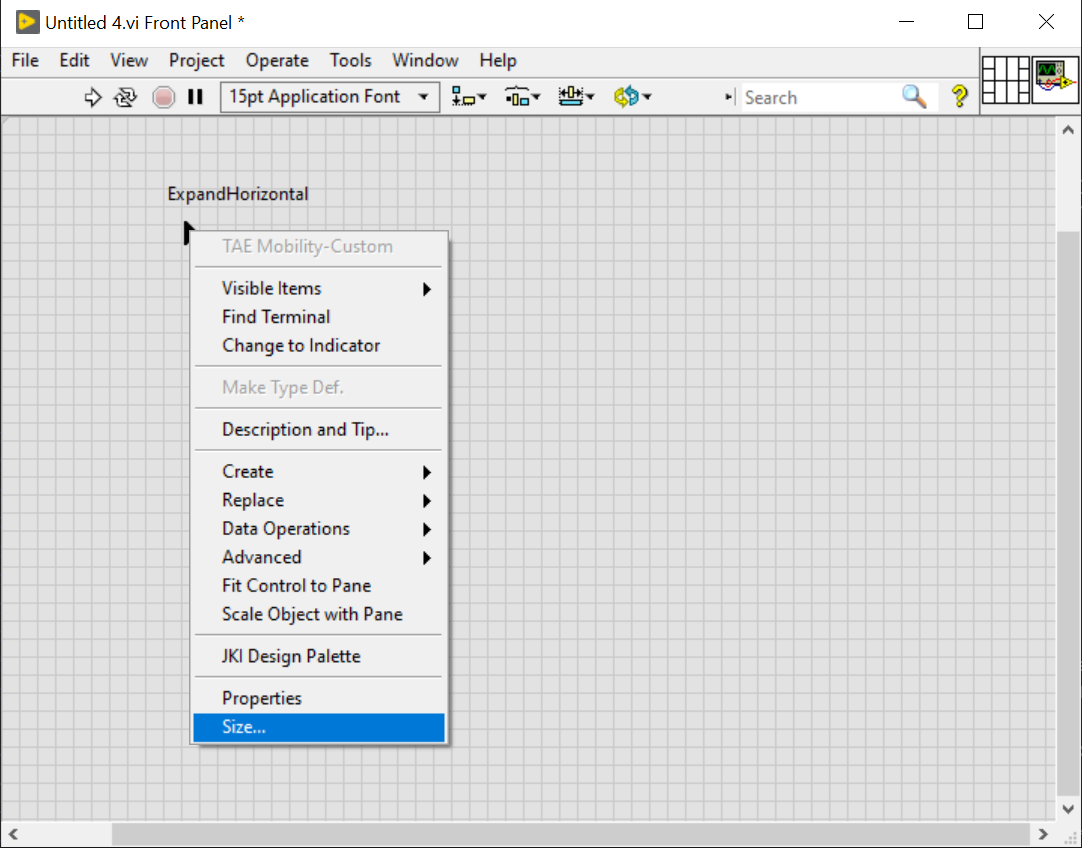 Untitled 4.vi Front Panel *
File Edit View Project Operate Tools Window Help
15pt Application Font
Search
?
ExpandHorizontal
TAE Mobility-Custom
Visible Items
Find Terminal
Change to Indicator
Make Type Def.
Description and Tip...
Create
Replace
Data Operations
Advanced
Fit Control to Pane
Scale Object with Pane
JKI Design Palette
Properties
Size...